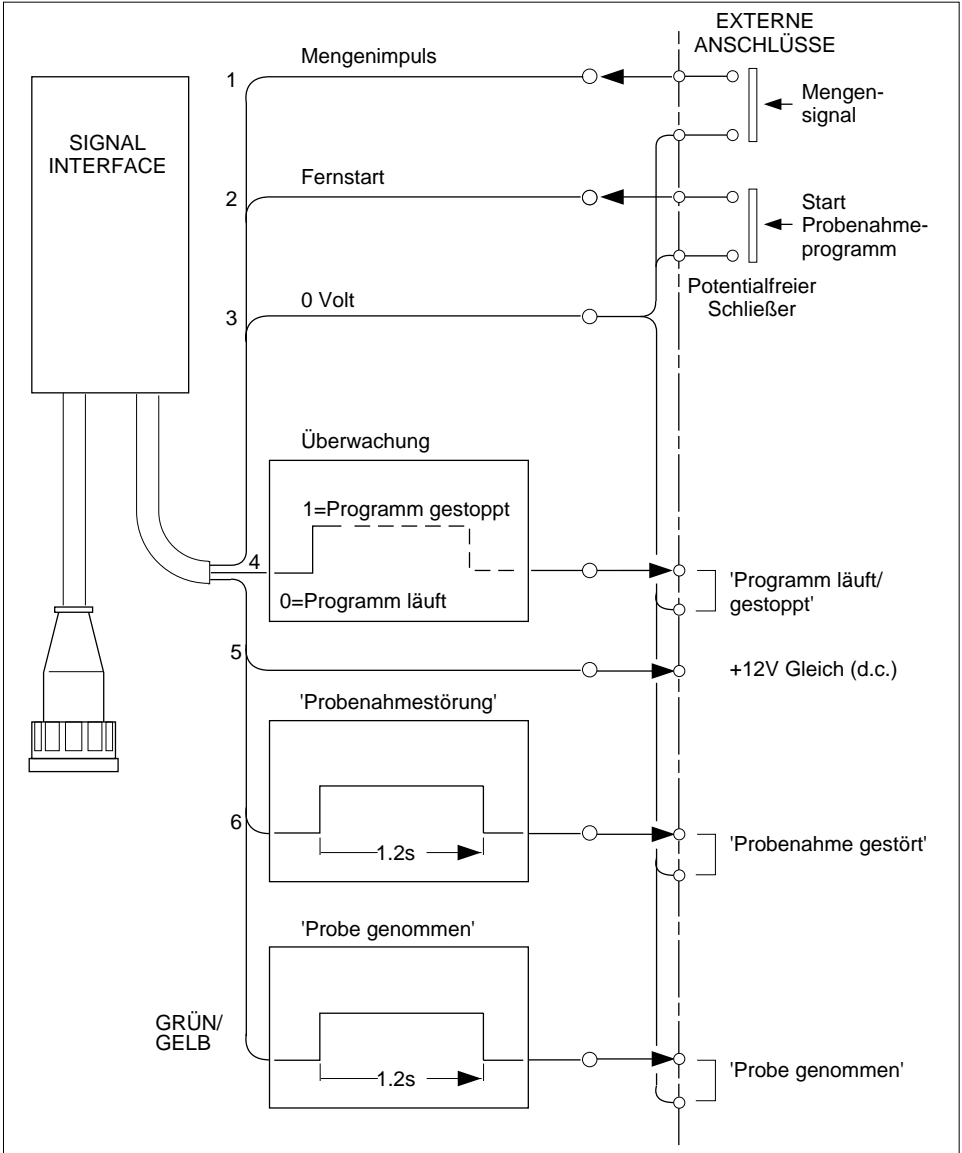 EXTERNE
ANSCHLÜSSE
SIGNAL
INTERFACE
1
Mengenimpuls
Mengen-
signal
2
Fernstart
Start
Probenahme-
programm
Potentialfreier
Schließer
3
0 Volt
Überwachung
4
1=Programm gestoppt
0=Programm läuft
'Programm läuft/
gestoppt'
5
+12V Gleich (d.c.)
'Probenahmestörung'
6
1.2s
'Probenahme gestört'
'Probe genommen'
GRÜN/
GELB
1.2s
'Probe genommen'